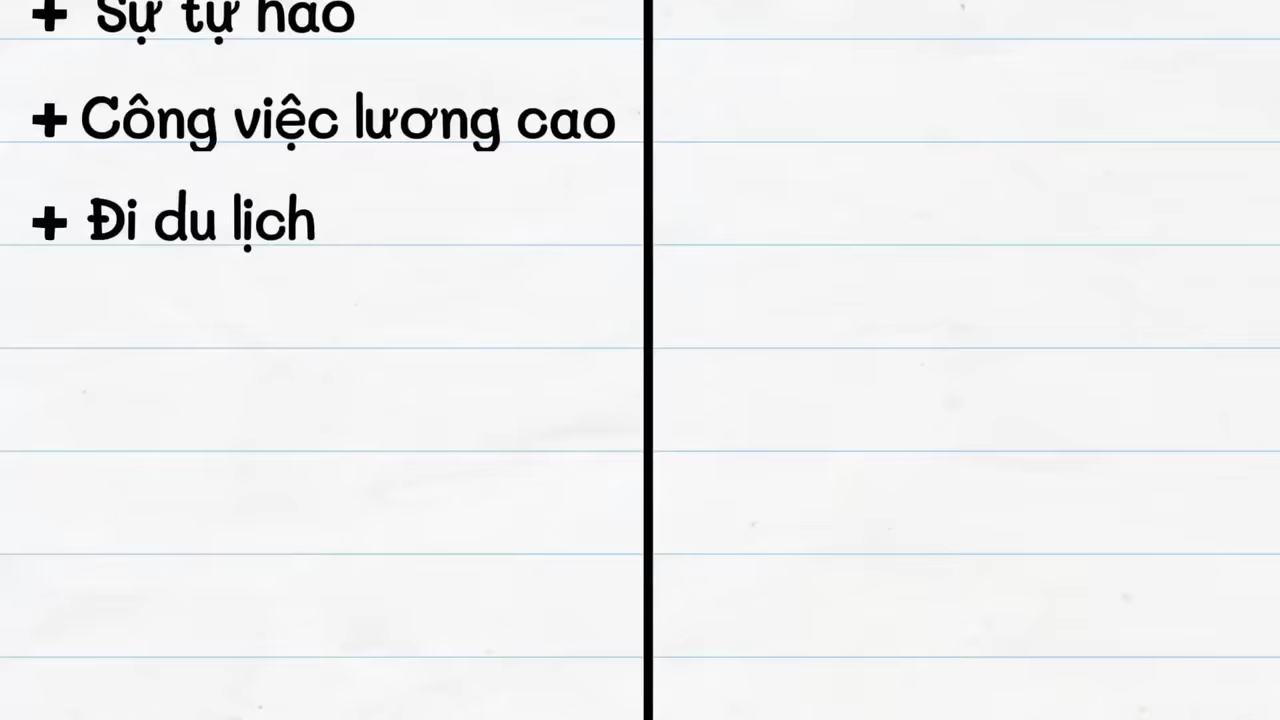 + Sự tự hào
+ Công việc lương cao
+ Đi du lịch